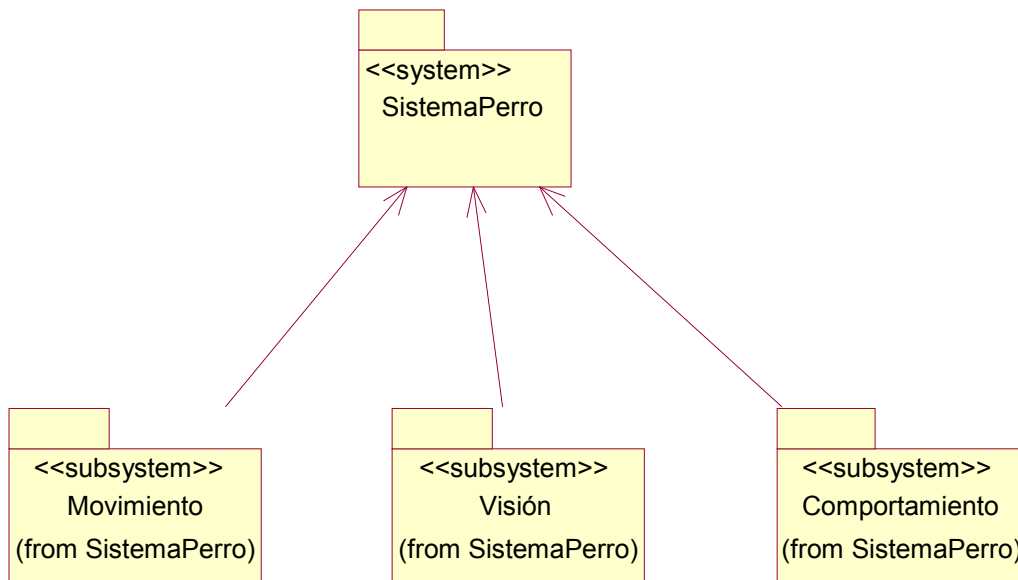 <<system>>
SistemaPerro
<<subsystem>>
Movimiento
(from SistemaPerro)
<<subsystem>>
Visión
(from SistemaPerro)
<<subsystem>>
Comportamiento
(from SistemaPerro)